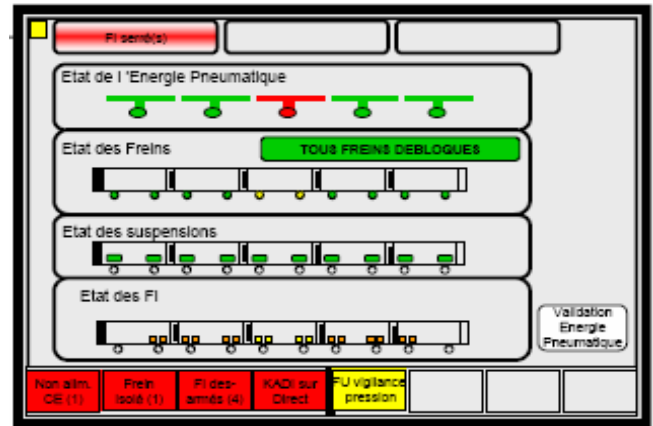 FI serré(s)
Etat de l 'Energie Pneumatique
Etat des Freins
TOUS FREINS DEBLOQUES
Etat des suspensions
Etat des FI
Validation
Energie
Pneumatique
Non alim.
CE (1)
Frein
isolé (1)
FI des-
armés (4)
KADI sur
Direct
FU vigilance
pression